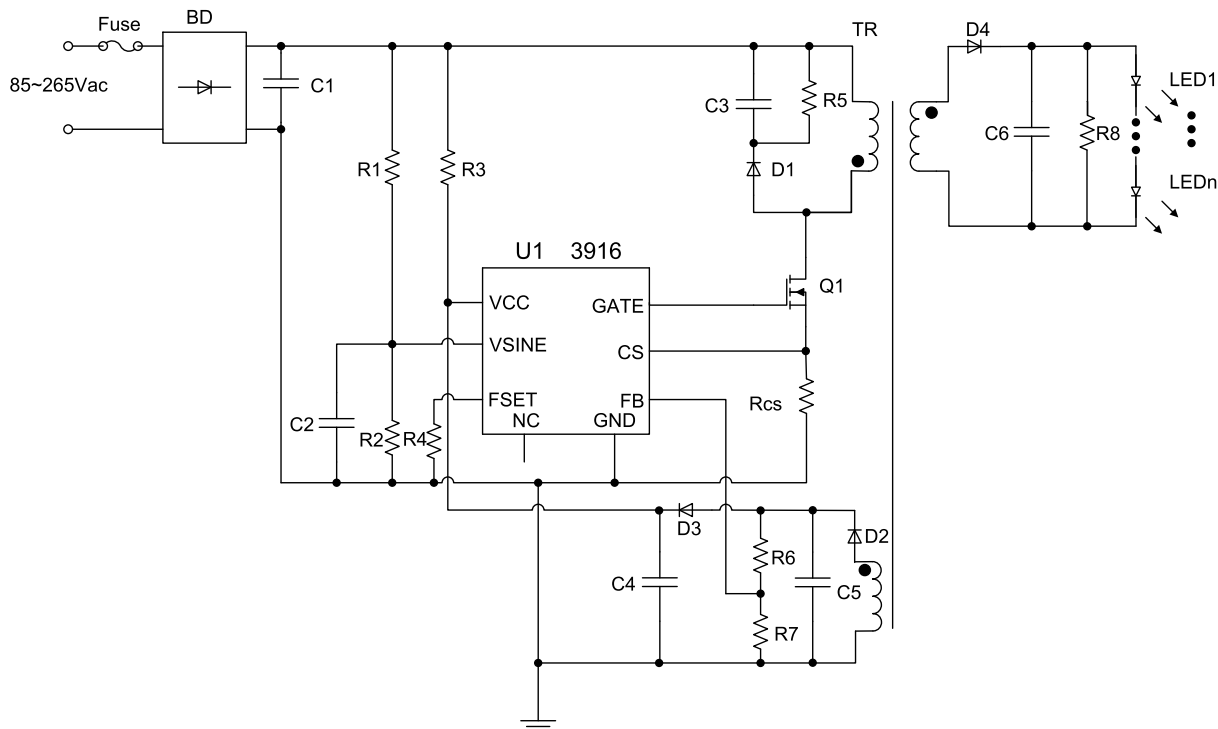 Fuse
BD
85~265Vac
C1
R1
R3
C3
R5
D1
TR
D4
C6
R8
LED1
LEDn
U1 3916
VCC
VSINE
FSET
NC
GND
GATE
CS
FB
Q1
Rcs
C2
R2
R4
D3
D2
C4
R6
C5
R7